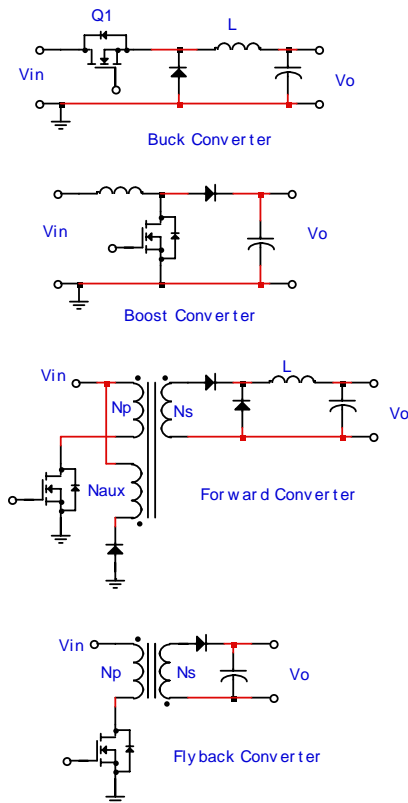 Q1
L
Vin
Vo
Buck Converter
Vin
Vo
Boost Converter
Vin
L
Np
Ns
Vo
Naux
Forward Converter
Vin
Np
Ns
Vo
Flyback Converter